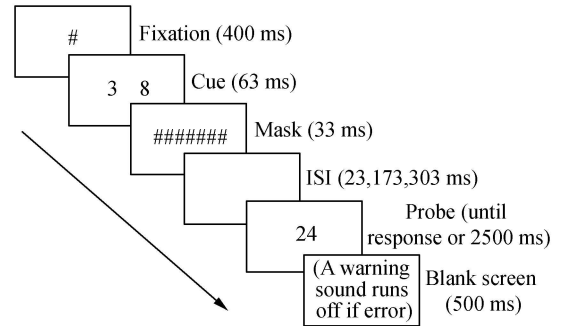 #
Fixation (400 ms)
3 8
Cue (63 ms)
#######
Mask (33 ms)
ISI (23,173,303 ms)
24
Probe (until
response or 2500 ms)
(A warning
sound runs
off if error)
Blank screen
(500 ms)